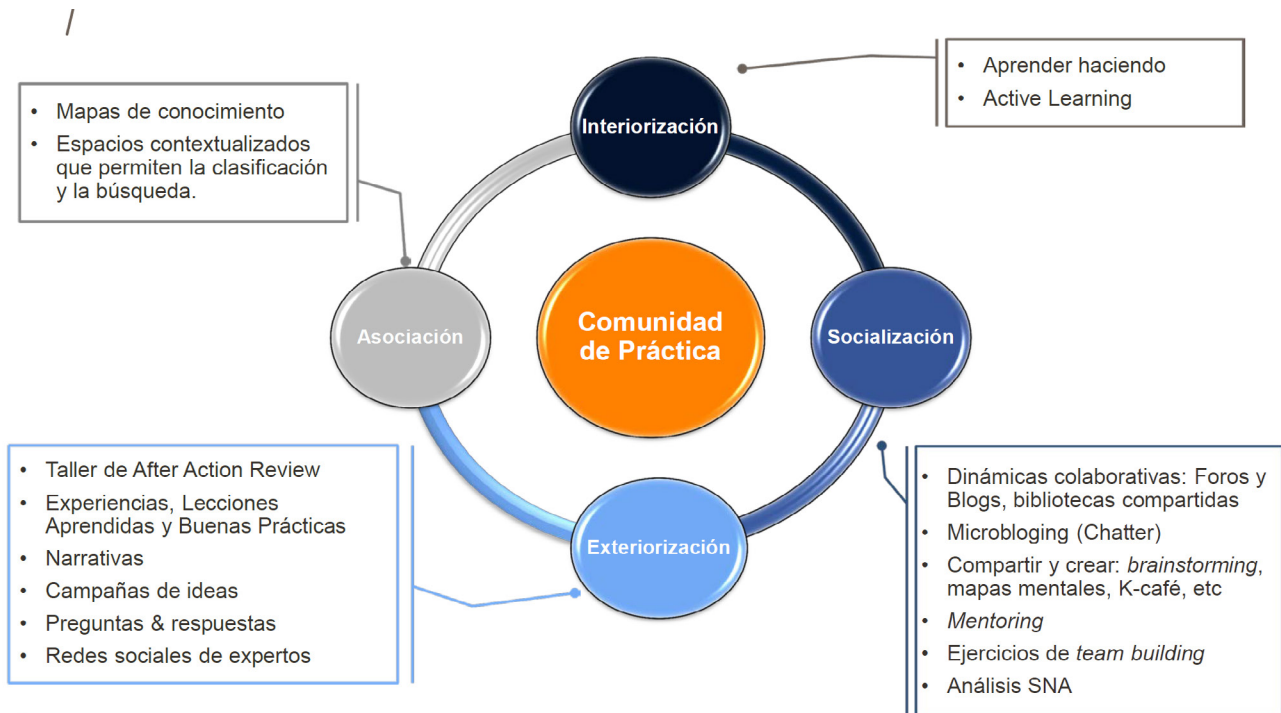 /
• Aprender haciendo
• Active Learning
• Mapas de conocimiento
• Espacios contextualizados
que permiten la clasificación
y la búsqueda.
Interiorización
Comunidad
de Práctica
Asociación
Socialización
Exteriorización
• Taller de After Action Review
• Experiencias, Lecciones
Aprendidas y Buenas Prácticas
• Narrativas
• Campañas de ideas
• Preguntas & respuestas
• Redes sociales de expertos
• Dinámicas colaborativas: Foros y
Blogs, bibliotecas compartidas
• Microbloging (Chatter)
• Compartir y crear: brainstorming,
mapas mentales, K-café, etc
• Mentoring
• Ejercicios de team building
• Análisis SNA